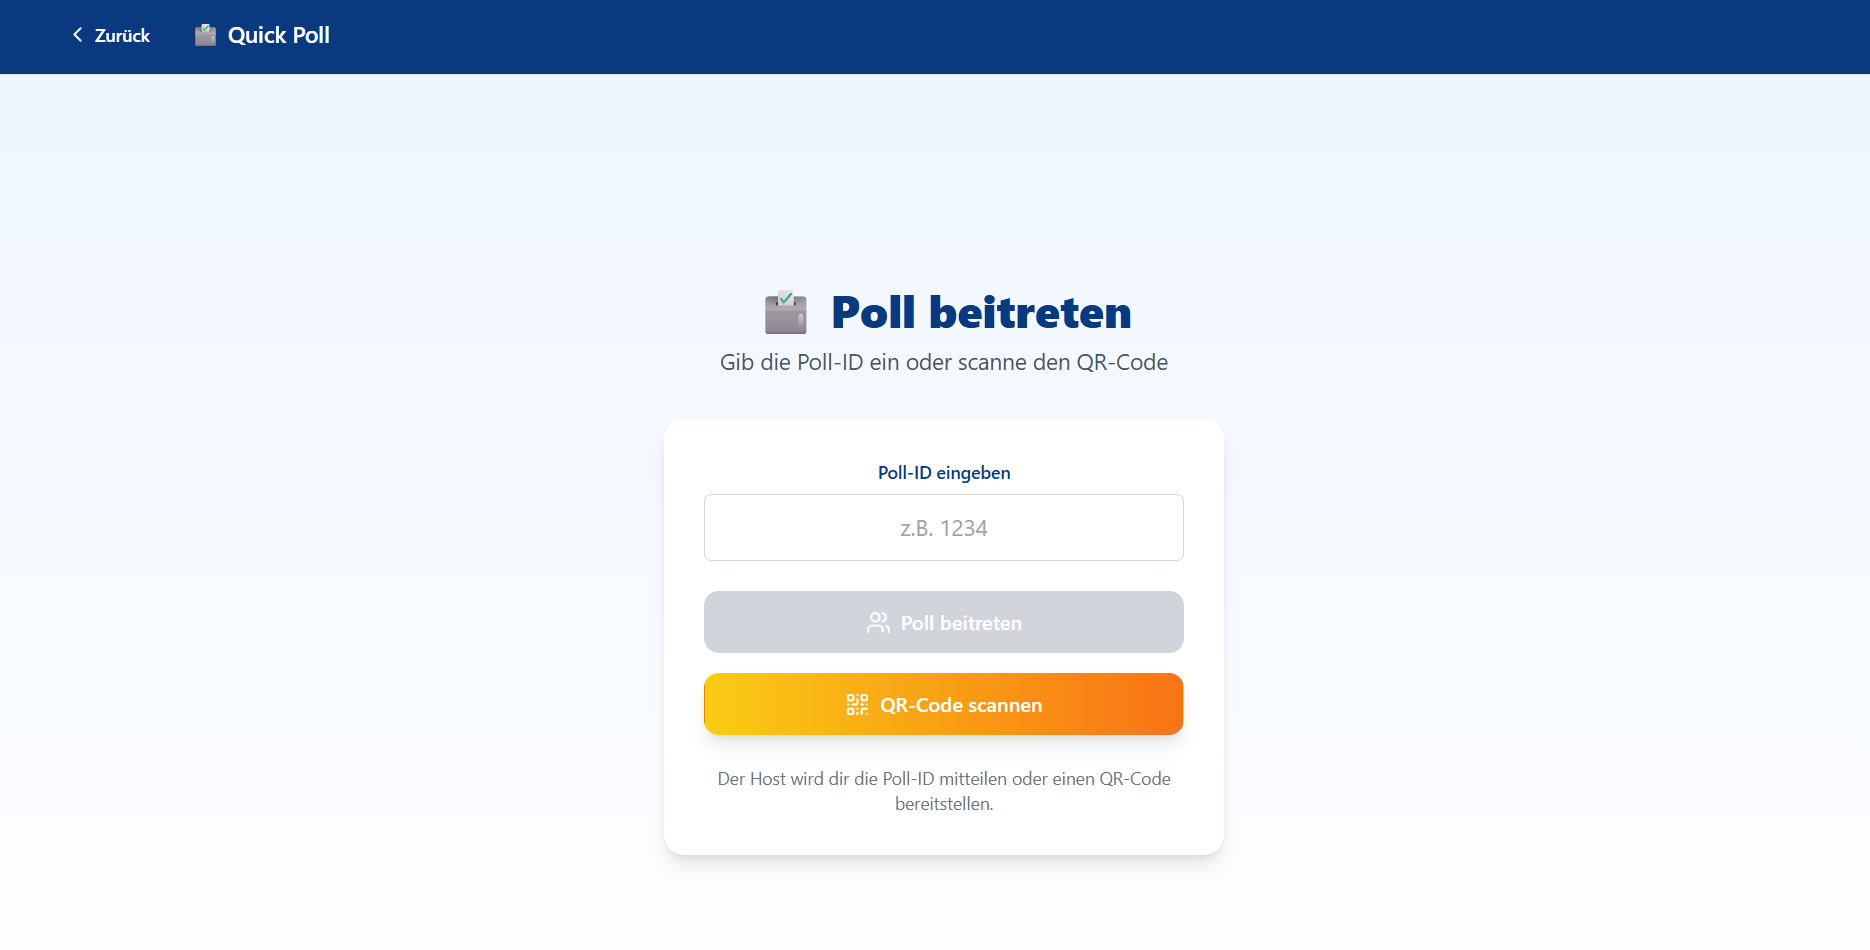 Zurück
Quick Poll
Poll beitreten
Gib die Poll-ID ein oder scanne den QR-Code
Poll-ID eingeben
z.B. 1234
Poll beitreten
QR-Code scannen
Der Host wird dir die Poll-ID mitteilen oder einen QR-Code
bereitstellen.